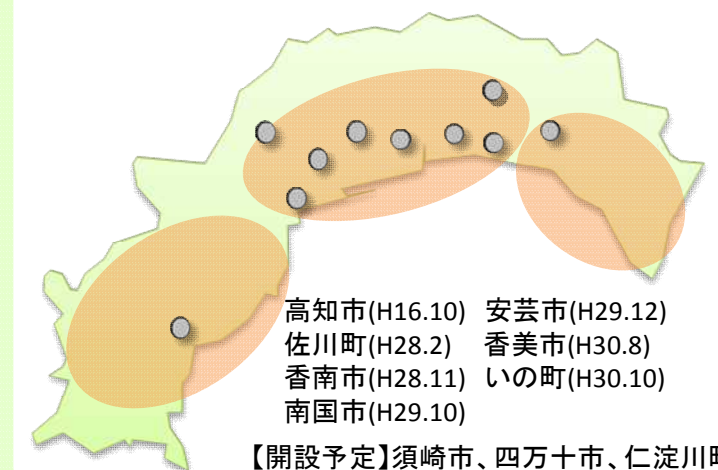 高知市(H16.10) 安芸市(H29.12)
佐川町(H28.2) 香美市(H30.8)
香南市(H28.11) いの町(H30.10)
南国市(H29.10)
【開設予定】須崎市、四万十市、仁淀川町